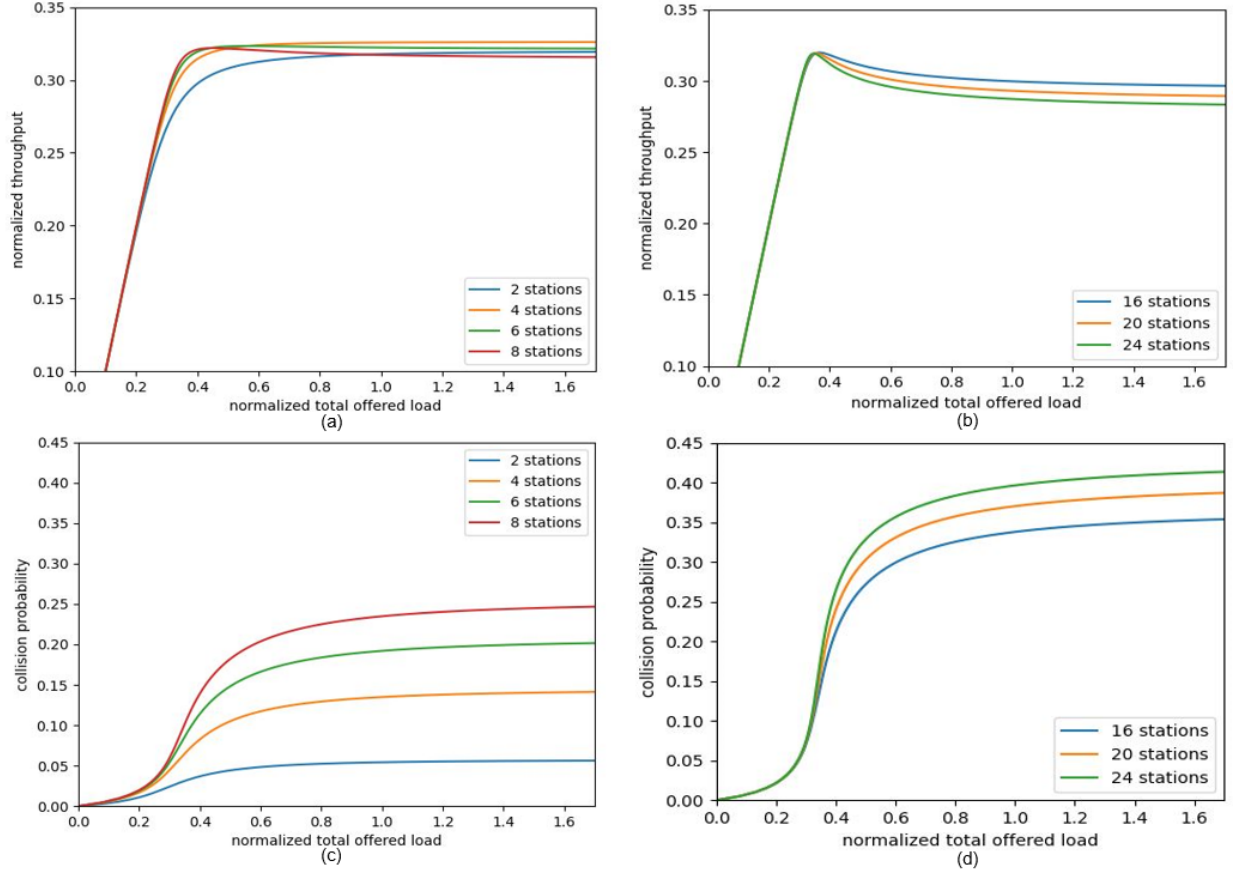 0.35
0.30
0.25
0.20
0.15
0.10
normalized throughput
2 stations
4 stations
6 stations
8 stations
0.0 0.2 0.4 0.6 0.8 1.0 1.2 1.4 1.6
normalized total offered load
(a)
0.35
0.30
0.25
0.20
0.15
0.10
normalized throughput
16 stations
20 stations
24 stations
0.0 0.2 0.4 0.6 0.8 1.0 1.2 1.4 1.6
normalized total offered load
(b)
0.45
0.40
0.35
0.30
0.25
0.20
0.15
0.10
0.05
0.00
collision probability
2 stations
4 stations
6 stations
8 stations
0.0 0.2 0.4 0.6 0.8 1.0 1.2 1.4 1.6
normalized total offered load
(c)
0.45
0.40
0.35
0.30
0.25
0.20
0.15
0.10
0.05
0.00
collision probability
16 stations
20 stations
24 stations
0.0 0.2 0.4 0.6 0.8 1.0 1.2 1.4 1.6
normalized total offered load
(d)